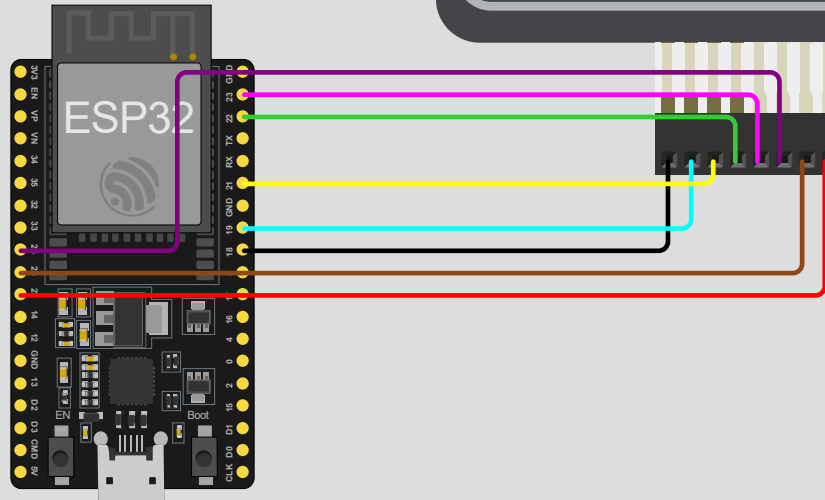 ESP32
3V3
EN
VP
VN
34
35
32
33
14
12
GND
13
D2
D3
CMD
5V
GND
23
22
TX
RX
21
GND
19
18
16
4
0
2
15
D1
D0
CLK
EN
Boot